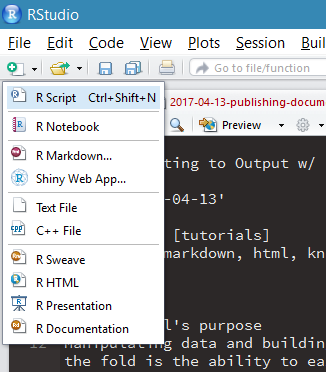 RStudio
File Edit Code View Plots Session Buil
Go to file/function
R Script Ctrl+Shift+N
2017-04-13-publishing-docum
R Notebook
Preview
R Markdown...
ting to Output w/
Shiny Web App...
-04-13'
Text File
[tutorials]
C++ File
markdown, html, kn
R Sweave
R HTML
R Presentation
l's purpose
R Documentation
12 Manipulating data and buildin
the fold is the ability to ea